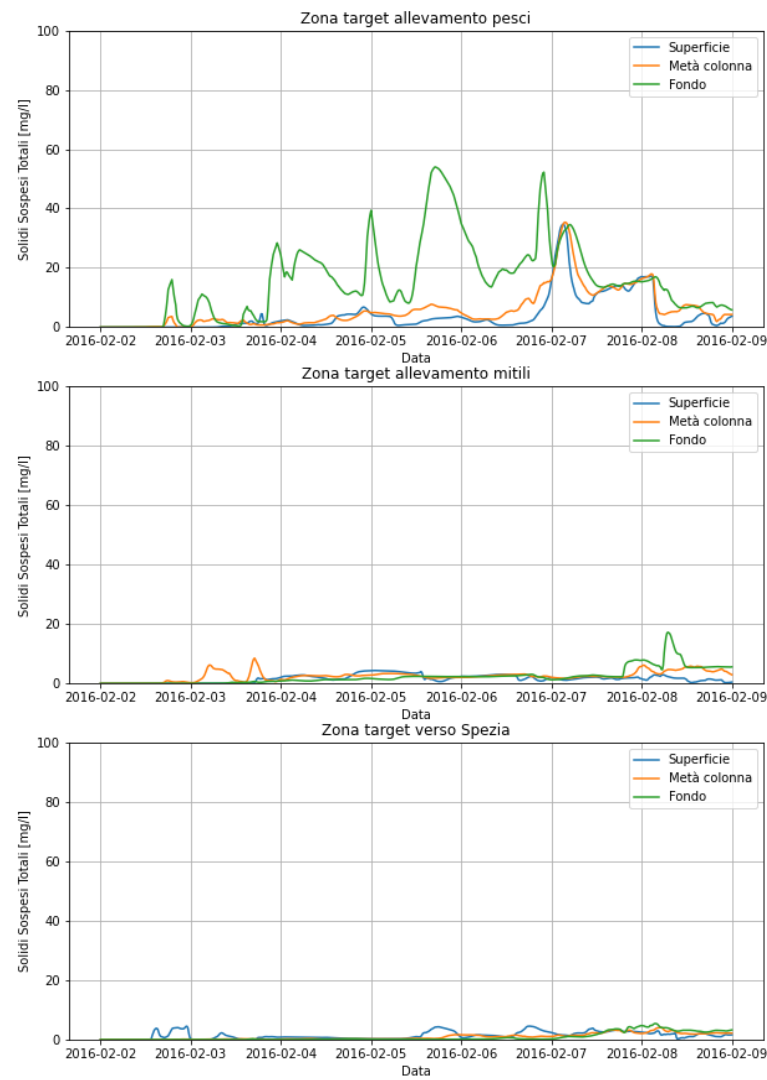 Zona target allevamento pesci
100
80
60
40
20
0
Solidi Sospesi Totali [mg/l]
Superficie
Metà colonna
Fondo
2016-02-02 2016-02-03 2016-02-04 2016-02-05 2016-02-06 2016-02-07 2016-02-08 2016-02-09
Data
Zona target allevamento mitili
100
80
60
40
20
0
Solidi Sospesi Totali [mg/l]
Superficie
Metà colonna
Fondo
2016-02-02 2016-02-03 2016-02-04 2016-02-05 2016-02-06 2016-02-07 2016-02-08 2016-02-09
Data
Zona target verso Spezia
100
80
60
40
20
0
Solidi Sospesi Totali [mg/l]
Superficie
Metà colonna
Fondo
2016-02-02 2016-02-03 2016-02-04 2016-02-05 2016-02-06 2016-02-07 2016-02-08 2016-02-09
Data